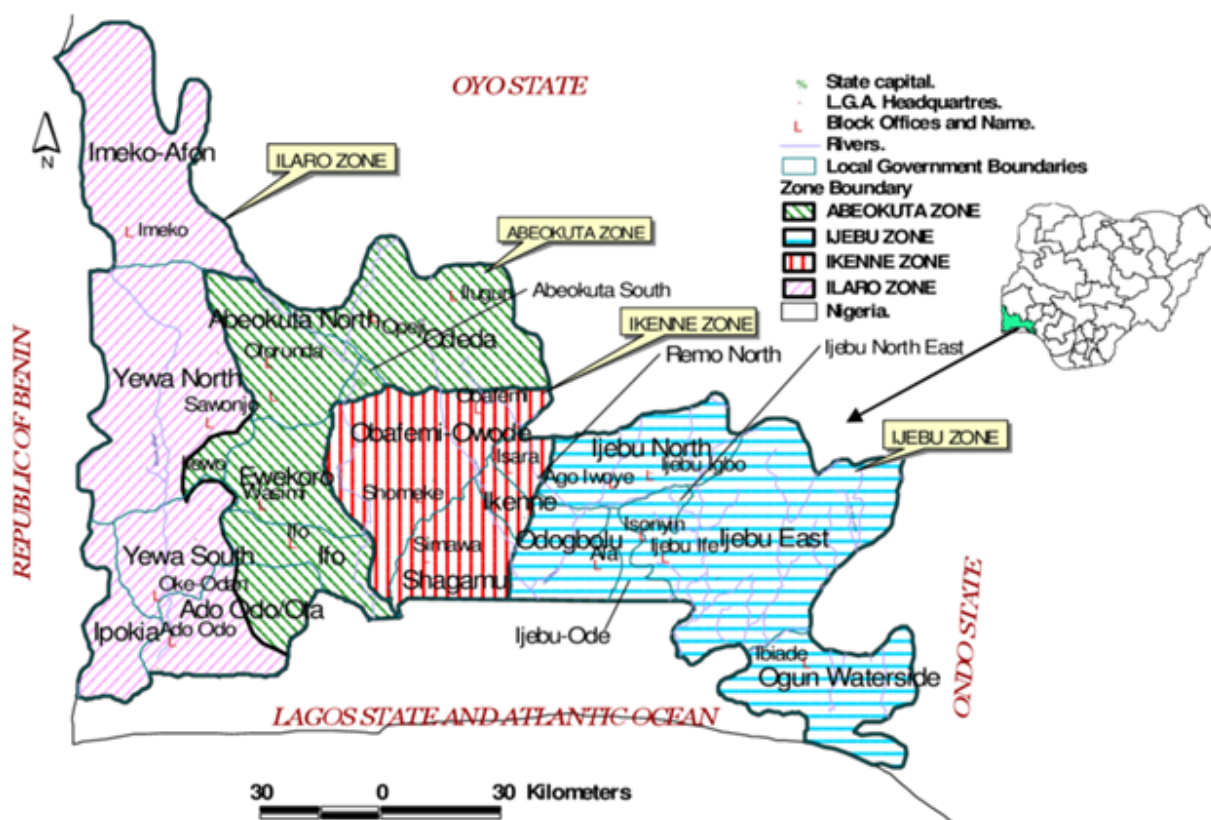 OYO STATE
State capital.
L.G.A. Headquartres.
Block Offices and Name.
Rivers.
Local Government Boundaries
Zone Boundary
ABEOKUTA ZONE
IJEBU ZONE
IKENNE ZONE
ILARO ZONE
Nigeria.
N
Imeko-Afon
ILARO ZONE
Imeko
ABEOKUTA ZONE
Ilugun
Abeokuta South
Abeokuta North
Opeji
Odeda
IKENNE ZONE
Ijebu North East
Remo North
REPUBLIC OF BENIN
Yewa North
Sawonjo
Obafemi
Obafemi-Owode
Isara
Ijebu North
Ijebu Igbo
Ago Iwoye
IJEBU ZONE
Ewekoro
Wasimi
Shomeke
Ikenne
Ifo
Ifo
Simawa
Odogbolu
Isonyin
Ala
Ijebu Ife
Ijebu East
Yewa South
Oke-Odan
Shagamu
Ado Odo/Ota
Ipokia
Ado Odo
Ijebu-Ode
Ibiade
Ogun Waterside
ONDO STATE
LAGOS STATE AND ATLANTIC OCEAN
30 0 30 Kilometers